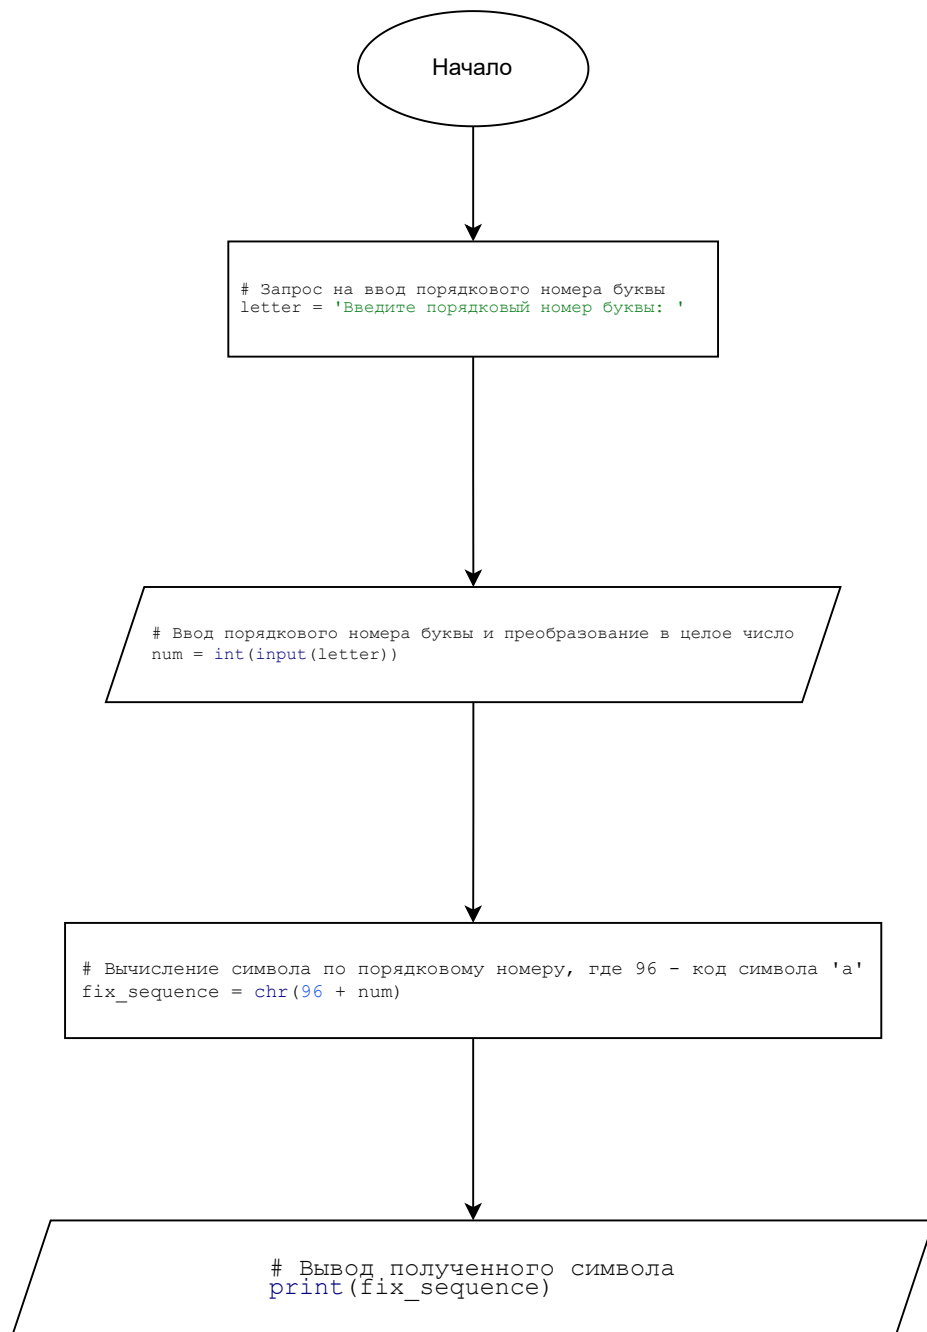 Начало
# Запрос на ввод порядкового номера буквы
letter = 'Введите порядковый номер буквы: '
# Ввод порядкового номера буквы и преобразование в целое число
num = int(input(letter))
# Вычисление символа по порядковому номеру, где 96 - код символа 'a'
fix_sequence = chr(96 + num)
# Вывод полученного символа
print(fix_sequence)